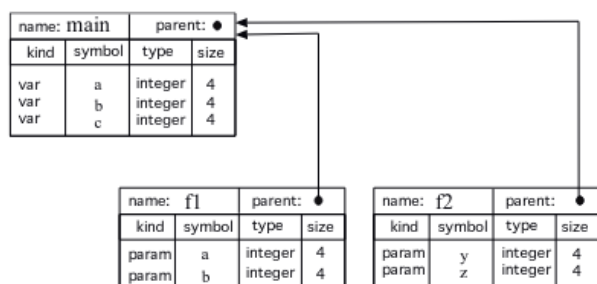 name: main parent:
kind symbol type size
var a integer 4
var b integer 4
var c integer 4
name: f1 parent:
kind symbol type size
param a integer 4
param b integer 4
name: f2 parent:
kind symbol type size
param y integer 4
param z integer 4